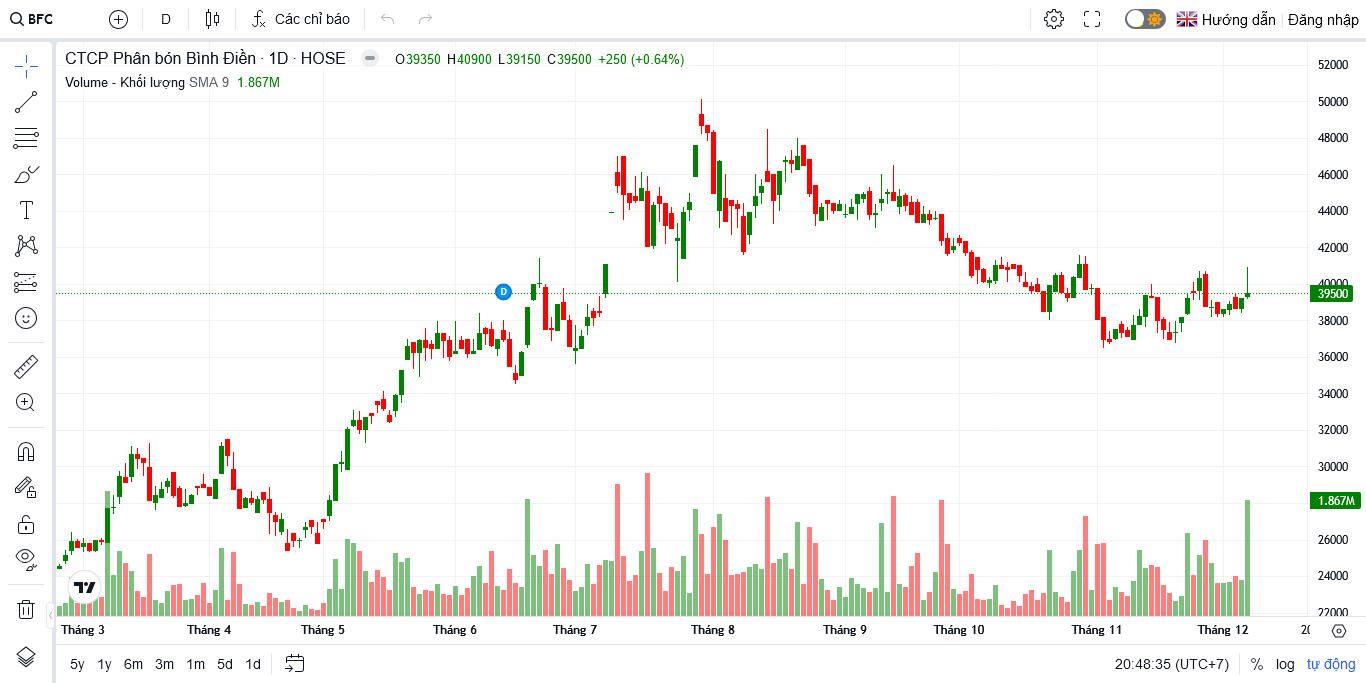 BFC D Các chỉ báo Hướng dẫn Đăng nhập
CTCP Phân bón Bình Điền · 1D · HOSE O39350 H40900 L39150 C39500 +250 (+0.64%)
Volume - Khối lượng SMA 9 1.867M
52000
50000
48000
46000
44000
42000
40000
39500
38000
36000
34000
32000
30000
1.867M
26000
24000
22000
D
Tháng 3 Tháng 4 Tháng 5 Tháng 6 Tháng 7 Tháng 8 Tháng 9 Tháng 10 Tháng 11 Tháng 12
5y 1y 6m 3m 1m 5d 1d 20:48:35 (UTC+7) % log tự động